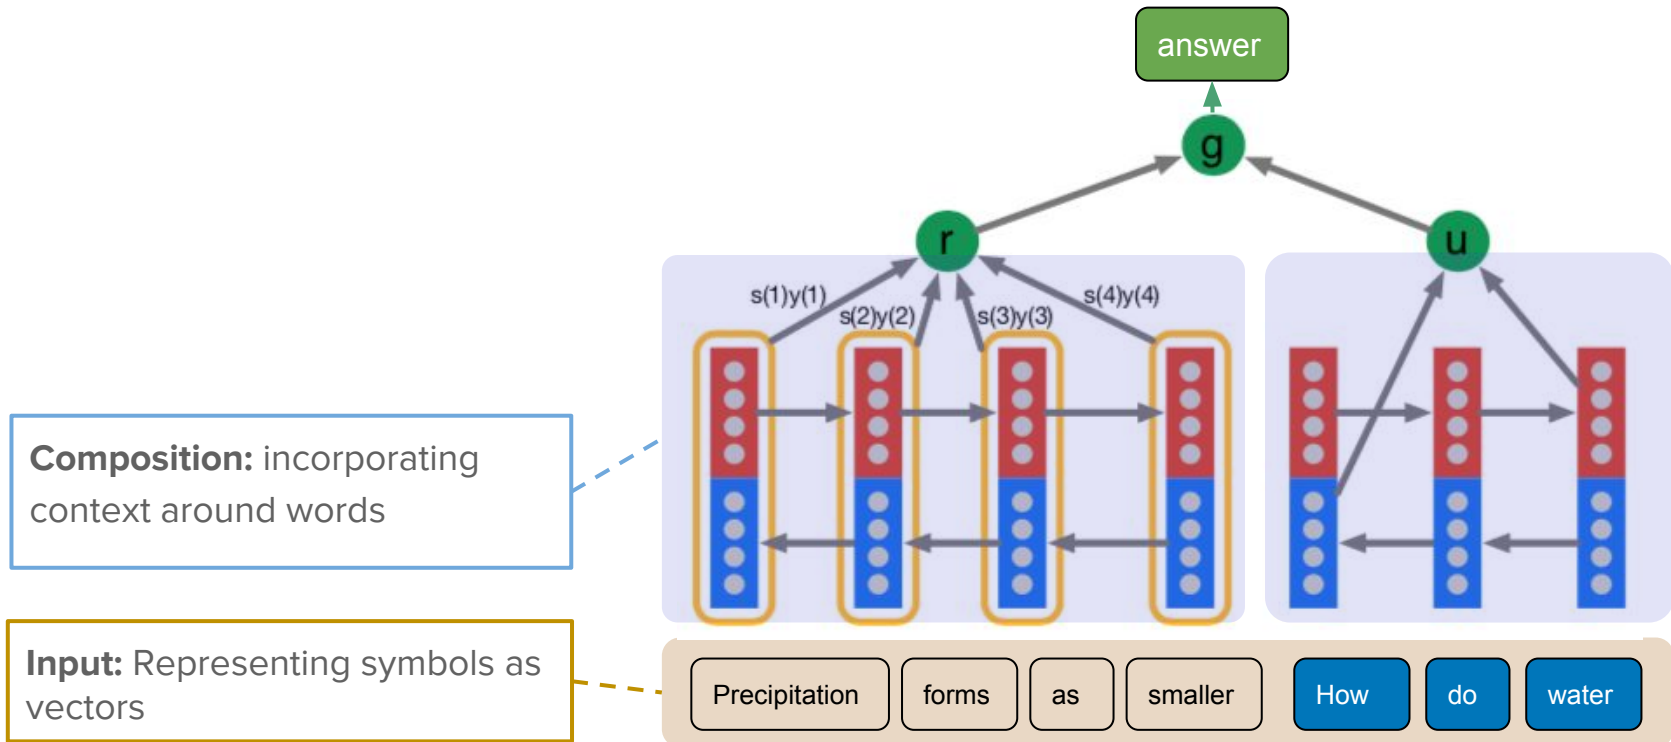 answer
g
r
u
s(1)y(1)
s(2)y(2)
s(3)y(3)
s(4)y(4)
Composition: incorporating
context around words
Input: Representing symbols as
vectors
Precipitation
forms
as
smaller
How
do
water